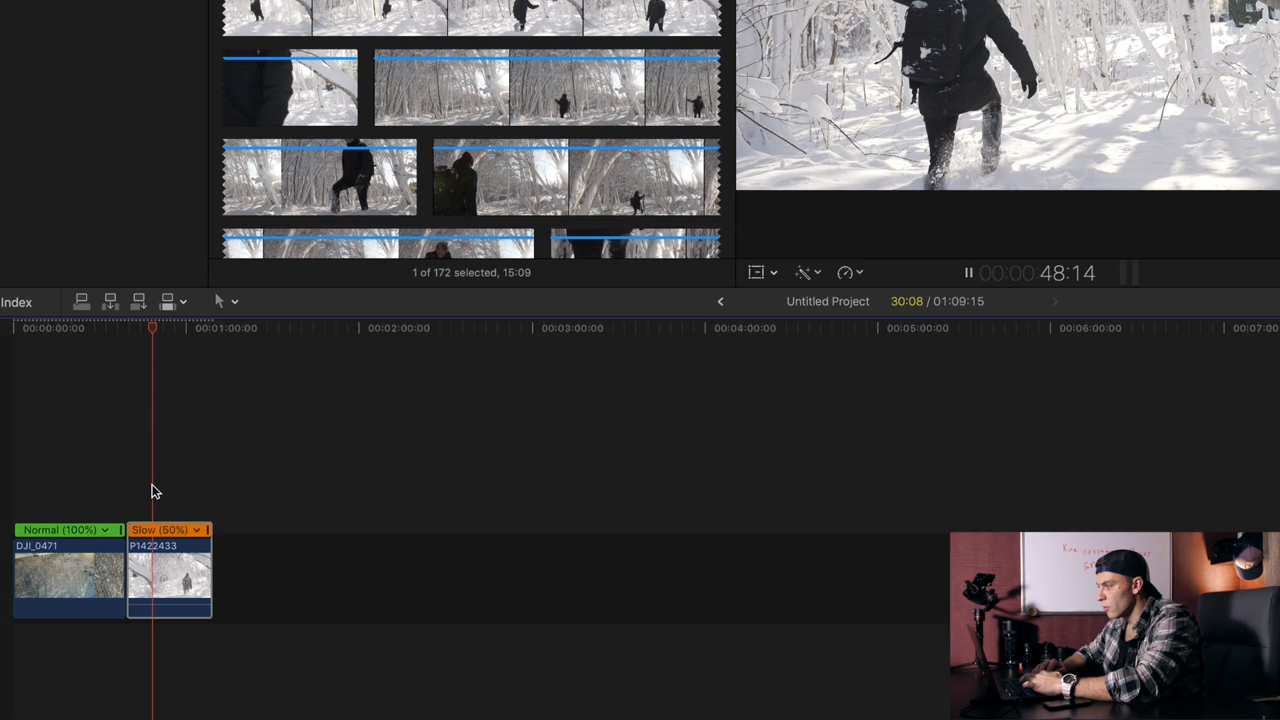 1 of 172 selected, 15:09
00:00 48:14
Index
Untitled Project
30:08 / 01:09:15
00:00:00:00
00:01:00:00
00:02:00:00
00:03:00:00
00:04:00:00
00:05:00:00
00:06:00:00
00:07:00
Normal (100%)
Slow (50%)
DJI_0471
P1422433